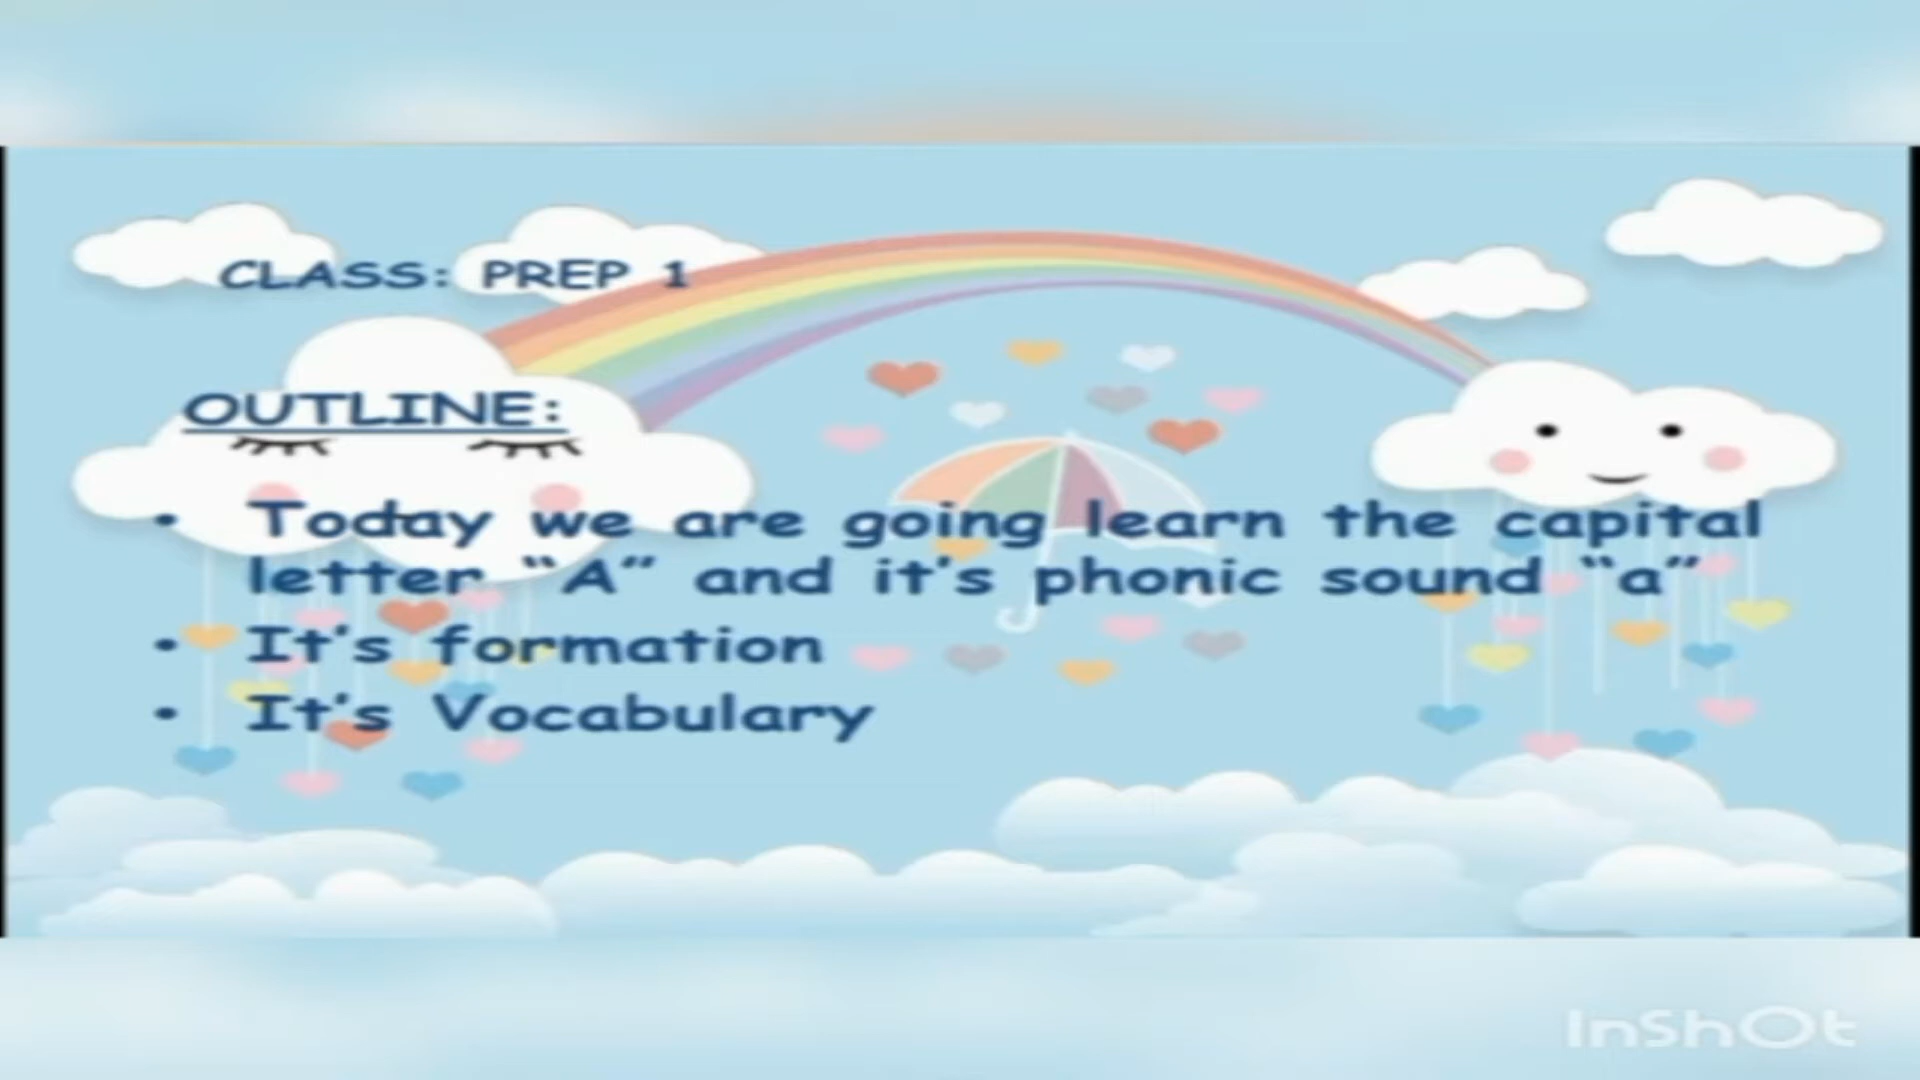 CLASS: PREP 1
OUTLINE:
• Today we are going learn the capital
letter “A” and it's phonic sound “a”
• It's formation
• It's Vocabulary
InShOt